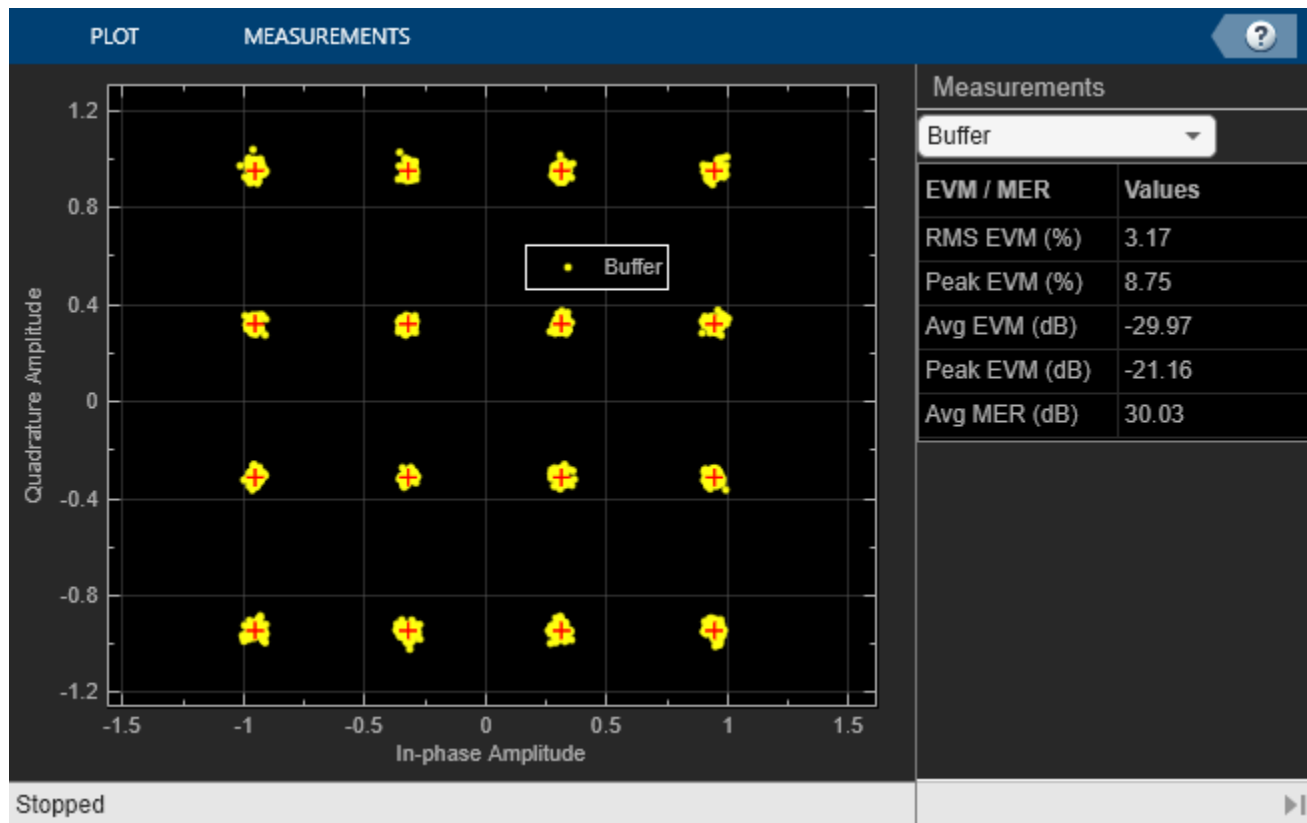 PLOT MEASUREMENTS ?
Measurements
Buffer
EVM / MER Values
RMS EVM (%) 3.17
Peak EVM (%) 8.75
Avg EVM (dB) -29.97
Peak EVM (dB) -21.16
Avg MER (dB) 30.03
Quadrature Amplitude
1.2
0.8
0.4
0
-0.4
-0.8
-1.2
Buffer
-1.5 -1 -0.5 0 0.5 1 1.5
In-phase Amplitude
Stopped